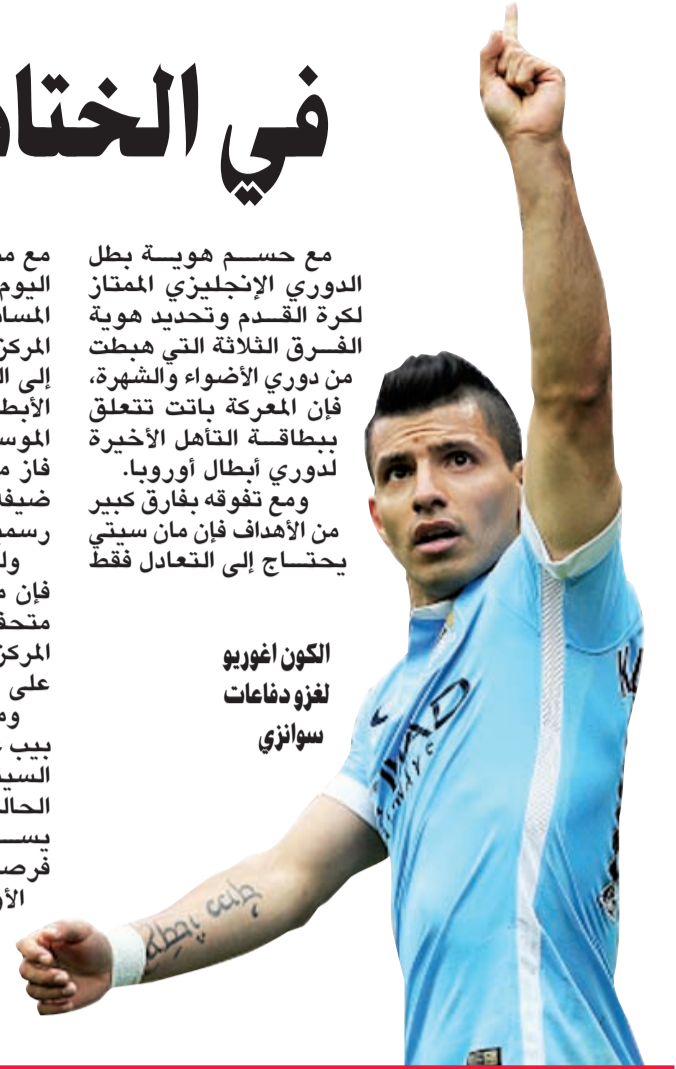 في الختا
مع حسم هوية بطل
الدوري الإنجليزي الممتاز
لكرة القدم وتحديد هوية
الفرق الثلاثة التي هبطت
من دوري الأضواء والشهرة،
فإن المعركة باتت تتعلق
ببطاقة التأهل الأخيرة
لدوري أبطال أوروبا.
ومع تفوقه بفارق كبير
من الأهداف فإن مان سيتي
يحتاج إلى التعادل فقط
مع
اليوم
المسا
المركز
إلى ال
الأبط
الموس
فاز م
ضيفه
رسم
ول
فإن م
متحق
المركز
على
وم
بيب
السي
الحال
يس
فرص
الأ
الكون اغوريو
لغزو دفاعات
سوانزي